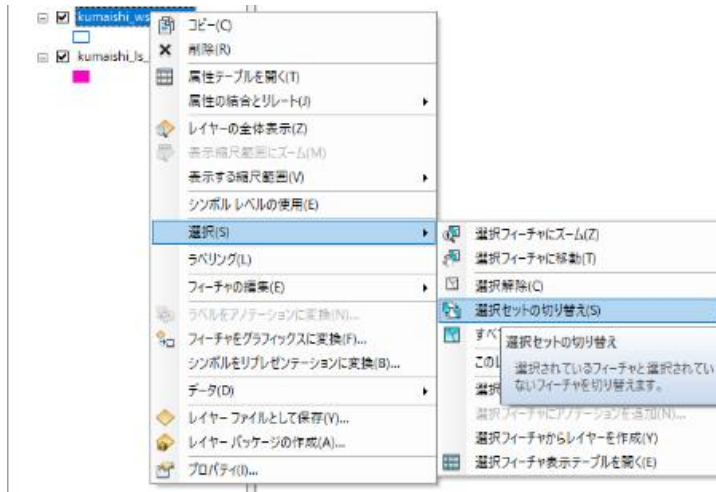 kumaishi_ws
kumaishi_ls_
コピー(C)
削除(R)
属性テーブルを開く(T)
属性の結合とリレート(J)
レイヤーの全体表示(Z)
表示縮尺範囲にズーム(M)
表示する縮尺範囲(V)
シンボル レベルの使用(E)
選択(S)
ラベリング(L)
フィーチャの編集(E)
ラベルをアノテーションに変換(N)...
フィーチャをグラフィックスに変換(F)...
シンボルをリプレゼンテーションに変換(B)...
データ(D)
レイヤー ファイルとして保存(Y)...
レイヤー パッケージの作成(A)...
プロパティ(I)...
選択フィーチャにズーム(Z)
選択フィーチャに移動(T)
選択解除(C)
選択セットの切り替え(S)
すべ
このレ
選択
選択セットの切り替え
選択されているフィーチャと選択されてい
ないフィーチャを切り替えます。
選択フィーチャにアノテーションを追加(N)...
選択フィーチャからレイヤーを作成(Y)
選択フィーチャ表示テーブルを開く(E)